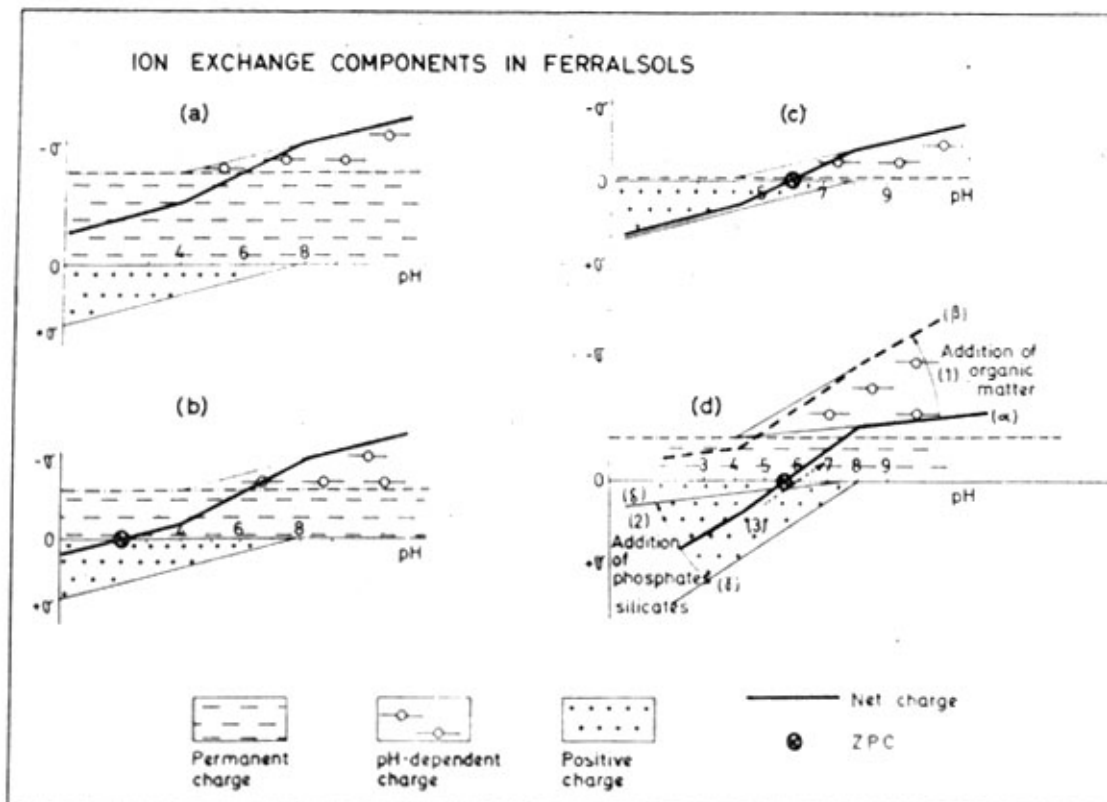 ION EXCHANGE COMPONENTS IN FERRALSOLS
(a)
-σ
0
4 6 8
pH
+σ
(b)
-σ
0
4 6 8
pH
+σ
(c)
-σ
0
5 7 9
pH
+σ
(d)
-σ
(β)
Addition of
(1) organic
matter
(α)
3 4 5 6 7 8 9
0
pH
(2)
(3)
+σ
Addition
of
phosphates
silicates
Permanent
charge
pH-dependent
charge
Positive
charge
Net charge
ZPC